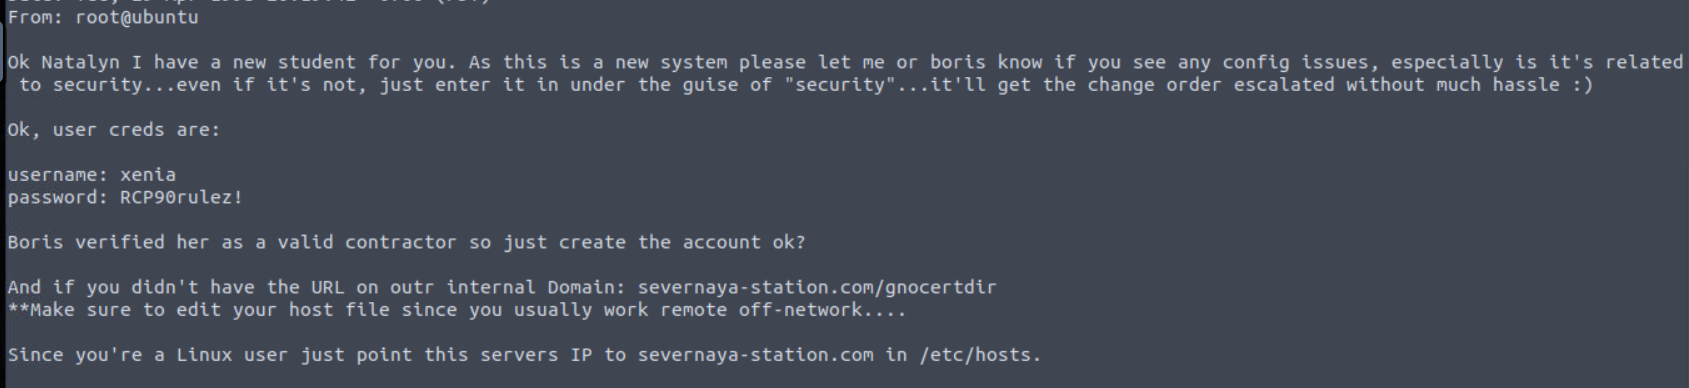 From: root@ubuntu
Ok Natalyn I have a new student for you. As this is a new system please let me or boris know if you see any config issues, especially is it's related
to security...even if it's not, just enter it in under the guise of "security"...it'll get the change order escalated without much hassle :)
Ok, user creds are:
username: xenia
password: RCP90rulez!
Boris verified her as a valid contractor so just create the account ok?
And if you didn't have the URL on outr internal Domain: severnaya-station.com/gnocertdir
**Make sure to edit your host file since you usually work remote off-network....
Since you're a Linux user just point this servers IP to severnaya-station.com in /etc/hosts.